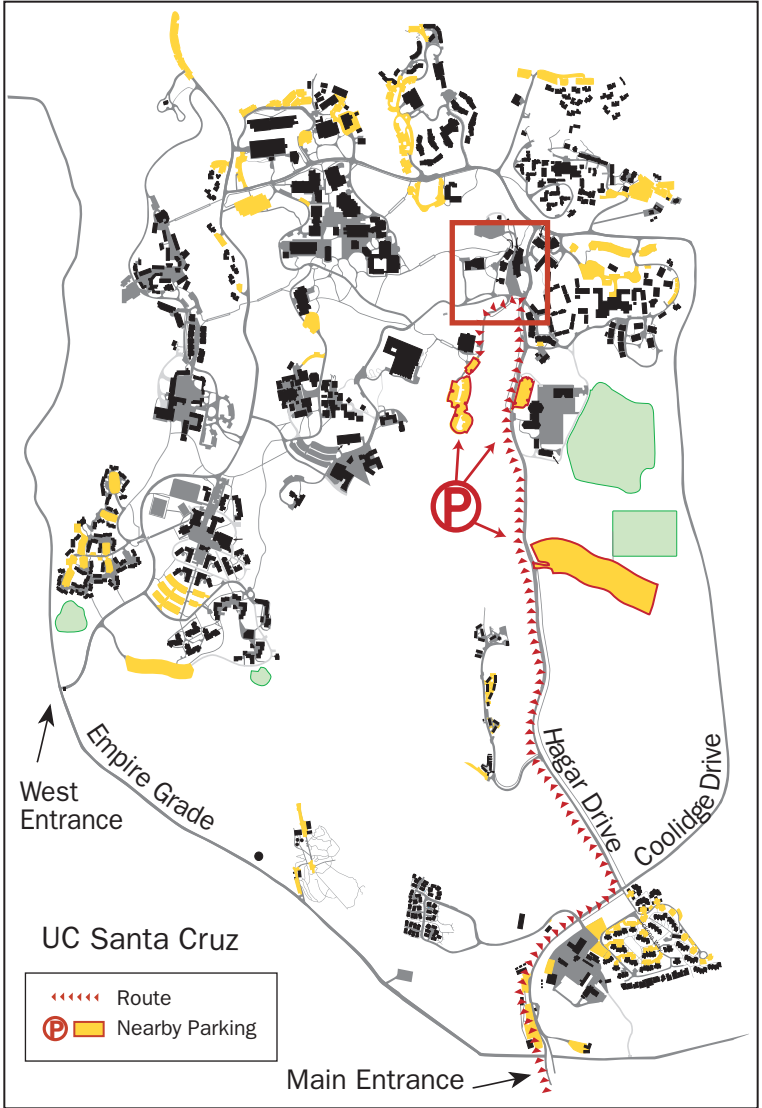 P
Hagar Drive
Coolidge Drive
Empire Grade
West
Entrance
UC Santa Cruz
Route
P Nearby Parking
Main Entrance